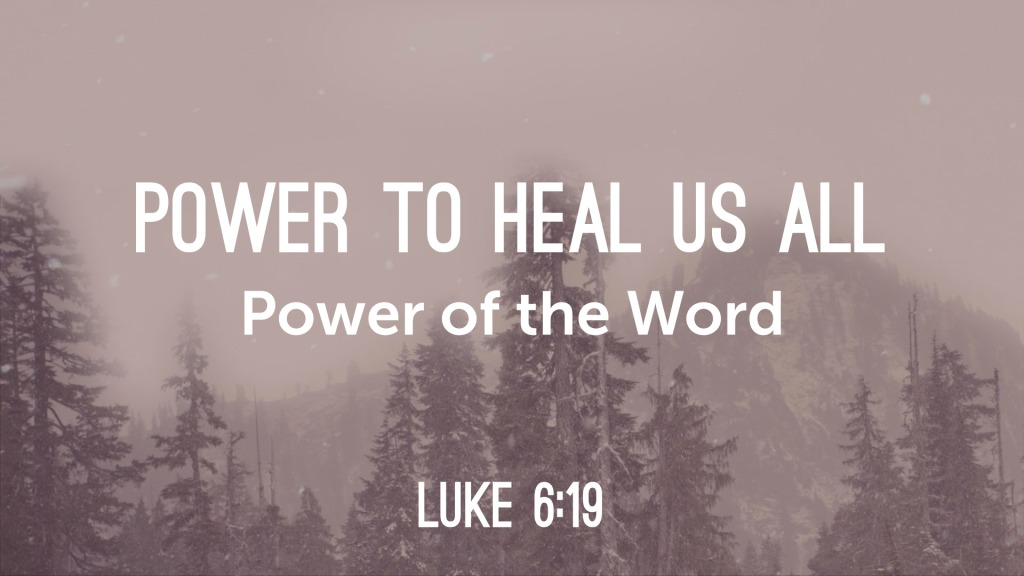 POWER TO HEAL US ALL
Power of the Word
LUKE 6:19